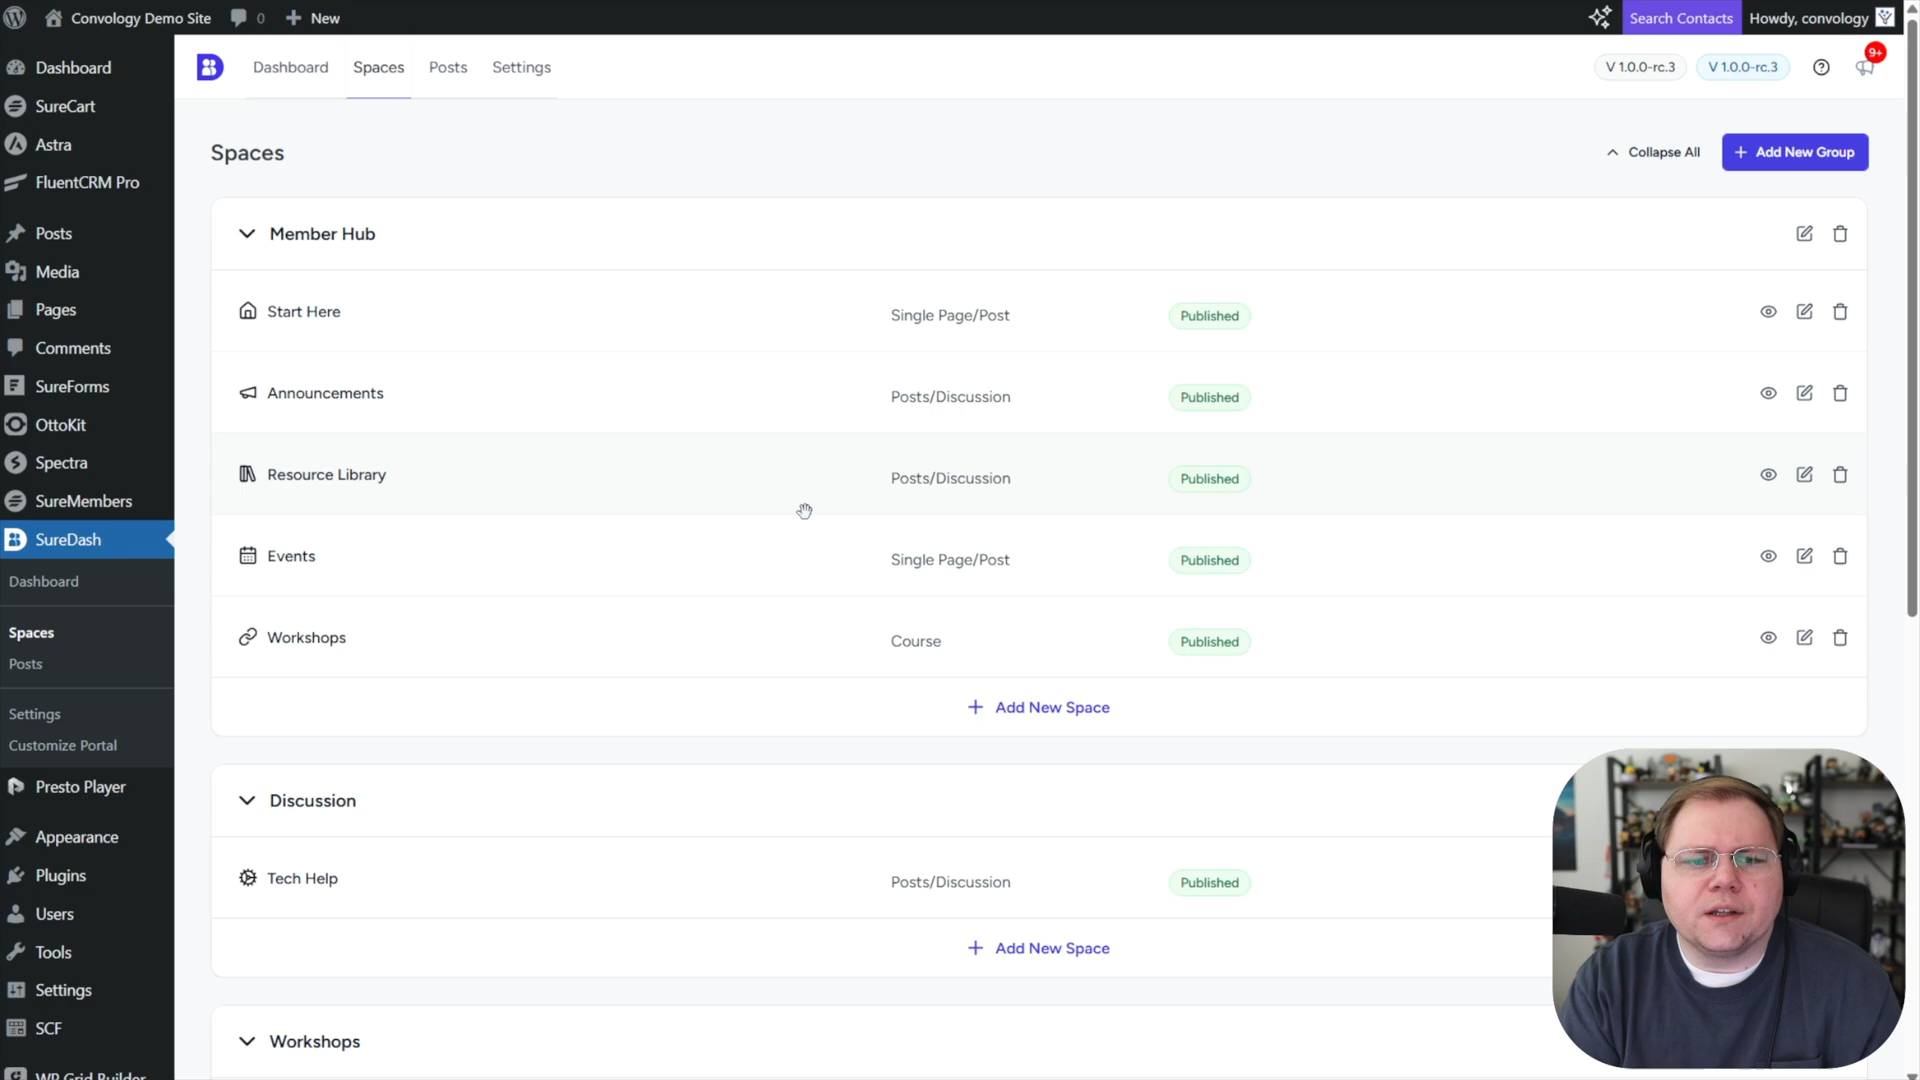 Convology Demo Site
0
New
Search Contacts
Howdy, convology
Dashboard
SureCart
Astra
FluentCRM Pro
Posts
Media
Pages
Comments
SureForms
OttoKit
Spectra
SureMembers
SureDash
Dashboard
Spaces
Posts
Settings
Customize Portal
Presto Player
Appearance
Plugins
Users
Tools
Settings
SCF
WP Grid Builder
Dashboard
Spaces
Posts
Settings
V 1.0.0-rc.3
V 1.0.0-rc.3
9+
Spaces
Collapse All
Add New Group
Member Hub
Start Here
Single Page/Post
Published
Announcements
Posts/Discussion
Published
Resource Library
Posts/Discussion
Published
Events
Single Page/Post
Published
Workshops
Course
Published
Add New Space
Discussion
Tech Help
Posts/Discussion
Published
Add New Space
Workshops